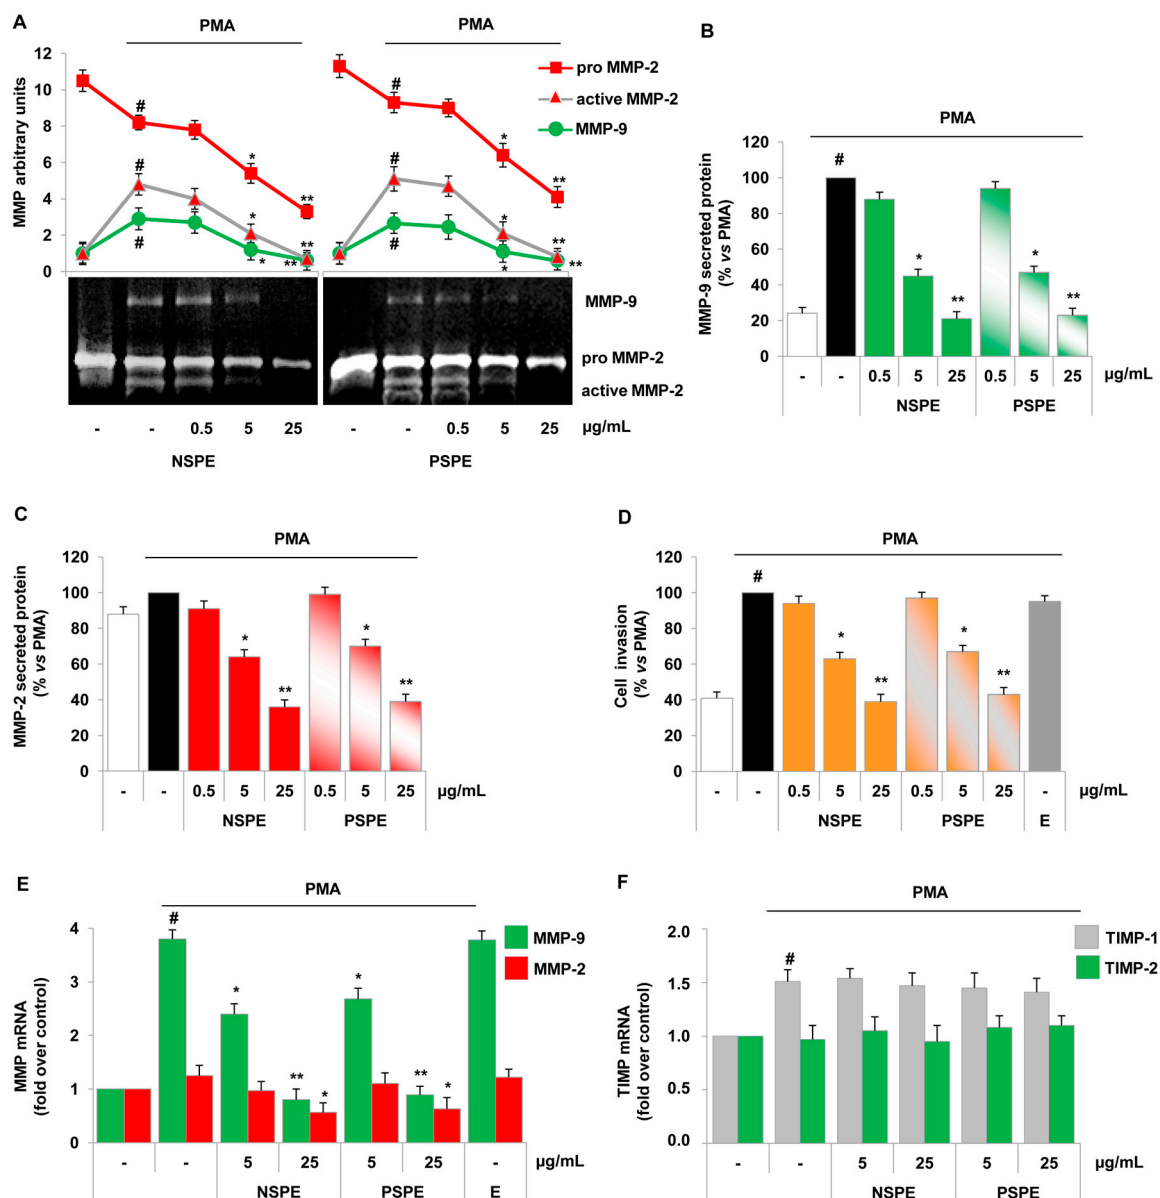 A
PMA
PMA
MMP arbitrary units
12
10
8
6
4
2
0
#
#
*
**
*
**
*
**
#
#
*
**
*
**
*
**
pro MMP-2
active MMP-2
MMP-9
MMP-9
pro MMP-2
active MMP-2
- - 0.5 5 25 - - 0.5 5 25 µg/mL
NSPE PSPE
B
PMA
MMP-9 secreted protein
(% vs PMA)
120
100
80
60
40
20
0
#
*
**
*
**
- - 0.5 5 25 0.5 5 25 µg/mL
NSPE PSPE
C
PMA
MMP-2 secreted protein
(% vs PMA)
120
100
80
60
40
20
0
*
**
*
**
- - 0.5 5 25 0.5 5 25 µg/mL
NSPE PSPE
D
PMA
Cell invasion
(% vs PMA)
120
100
80
60
40
20
0
#
*
**
*
**
- - 0.5 5 25 0.5 5 25 - µg/mL
NSPE PSPE E
E
PMA
MMP mRNA
(fold over control)
4
3
2
1
0
#
*
**
*
*
**
*
MMP-9
MMP-2
- - 5 25 5 25 - µg/mL
NSPE PSPE E
F
PMA
TIMP mRNA
(fold over control)
2.0
1.5
1.0
0.5
0.0
#
TIMP-1
TIMP-2
- - 5 25 5 25 µg/mL
NSPE PSPE